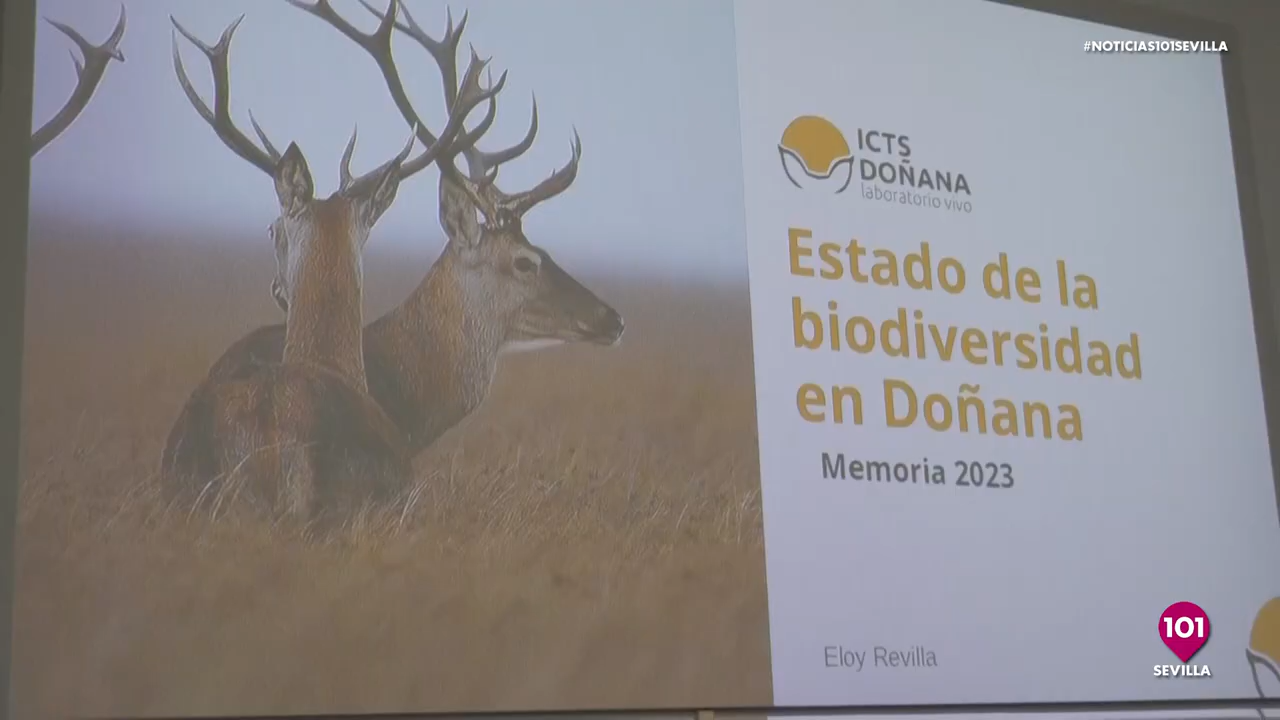 #NOTICIAS101SEVILLA
ICTS
DOÑANA
laboratorio vivo
Estado de la
biodiversidad
en Doñana
Memoria 2023
Eloy Revilla
101
SEVILLA